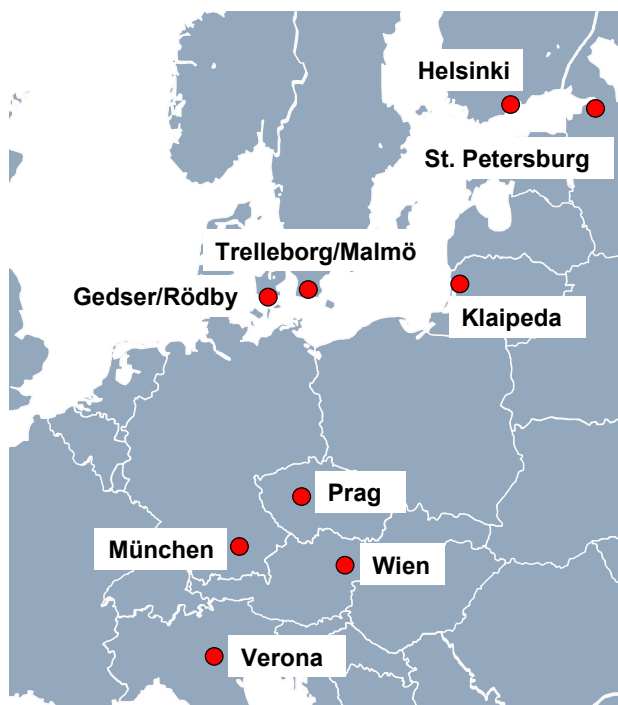 Helsinki
St. Petersburg
Trelleborg/Malmö
Gedser/Rödby
Klaipeda
Prag
München
Wien
Verona